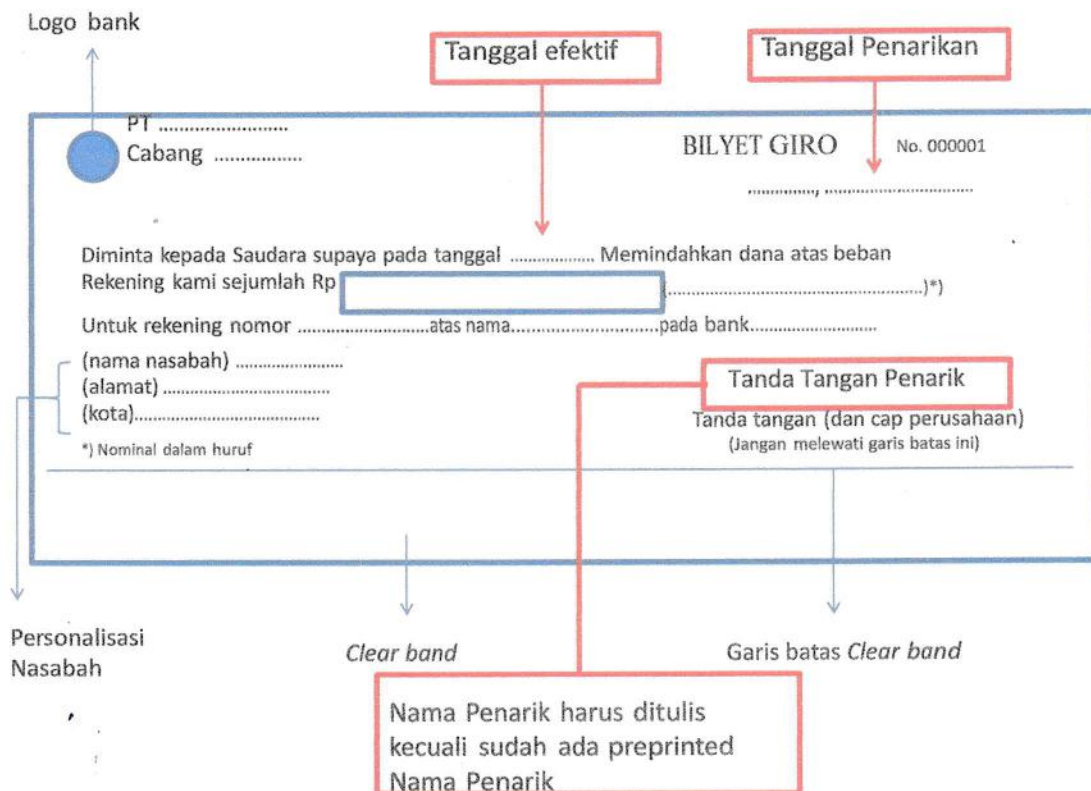 Logo bank
Tanggal efektif
Tanggal Penarikan
PT ..........................
Cabang .................
BILYET GIRO No. 000001
............., ..............................
Diminta kepada Saudara supaya pada tanggal ................. Memindahkan dana atas beban
Rekening kami sejumlah Rp (....................................................)*)
Untuk rekening nomor ...........................atas nama..............................pada bank..........................
(nama nasabah) ......................
(alamat) ..................................
(kota)......................................
*) Nominal dalam huruf
Tanda Tangan Penarik
Tanda tangan (dan cap perusahaan)
(Jangan melewati garis batas ini)
Personalisasi
Nasabah
Clear band
Garis batas Clear band
Nama Penarik harus ditulis
kecuali sudah ada preprinted
Nama Penarik